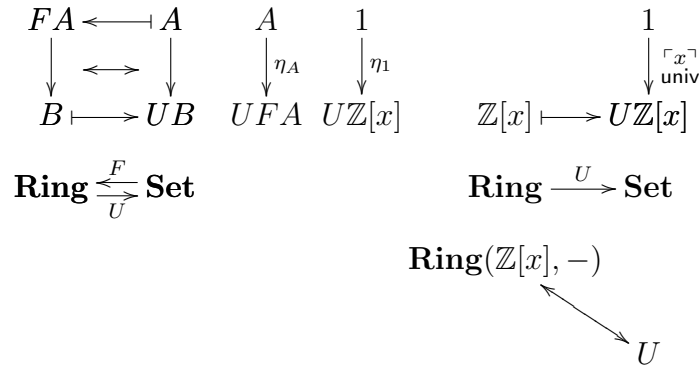 FA A A 1 1
η_A η_1 ⌜x⌝
univ
B UB UFA Uℤ[x] ℤ[x] Uℤ[x]
F U
Ring Set Ring Set
U
Ring(ℤ[x], −)
U